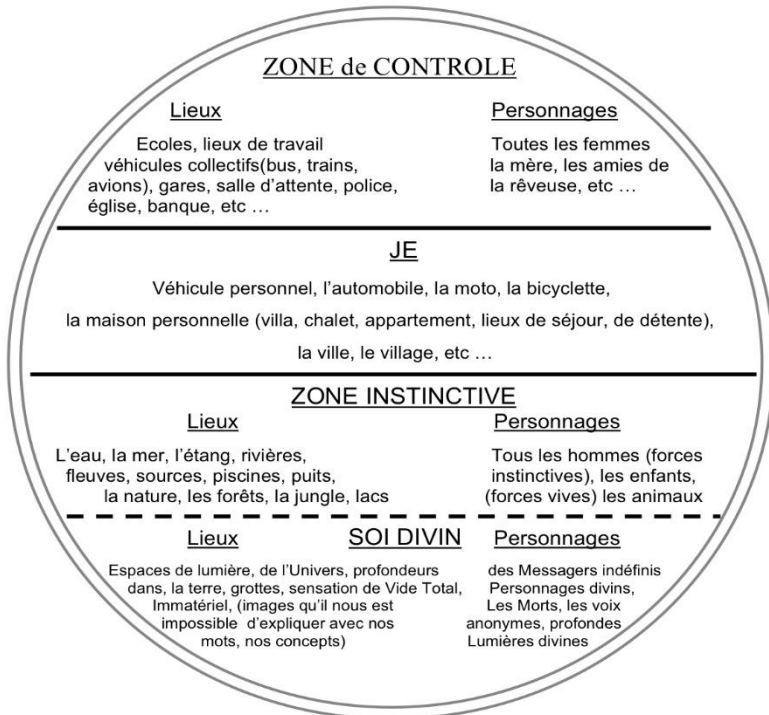 ZONE de CONTROLE
Lieux
Ecoles, lieux de travail
véhicules collectifs(bus, trains,
avions), gares, salle d'attente, police,
église, banque, etc …
Personnages
Toutes les femmes
la mère, les amies de
la rêveuse, etc …
JE
Véhicule personnel, l'automobile, la moto, la bicyclette,
la maison personnelle (villa, chalet, appartement, lieux de séjour, de détente),
la ville, le village, etc …
ZONE INSTINCTIVE
Lieux
L'eau, la mer, l'étang, rivières,
fleuves, sources, piscines, puits,
la nature, les forêts, la jungle, lacs
Personnages
Tous les hommes (forces
instinctives), les enfants,
(forces vives) les animaux
SOI DIVIN
Lieux
Espaces de lumière, de l'Univers, profondeurs
dans, la terre, grottes, sensation de Vide Total,
Immatériel, (images qu'il nous est
impossible d'expliquer avec nos
mots, nos concepts)
Personnages
des Messagers indéfinis
Personnages divins,
Les Morts, les voix
anonymes, profondes
Lumières divines